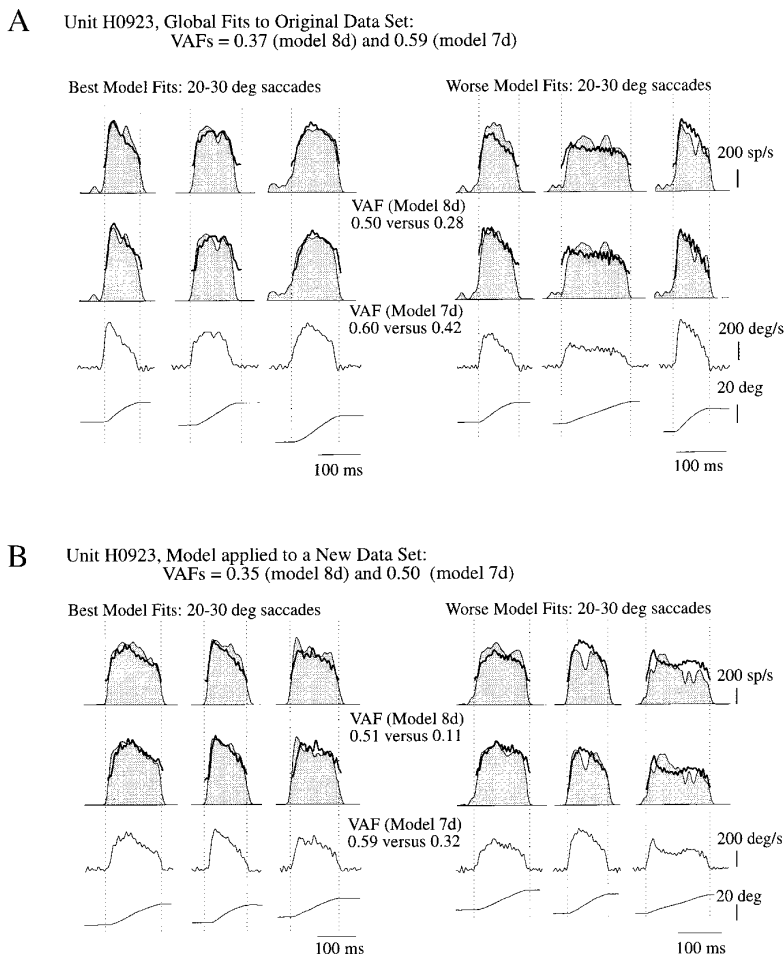 A
Unit H0923, Global Fits to Original Data Set:
VAFs = 0.37 (model 8d) and 0.59 (model 7d)
Best Model Fits: 20-30 deg saccades
Worse Model Fits: 20-30 deg saccades
200 sp/s
VAF (Model 8d)
0.50 versus 0.28
VAF (Model 7d)
0.60 versus 0.42
200 deg/s
20 deg
100 ms
100 ms
B
Unit H0923, Model applied to a New Data Set:
VAFs = 0.35 (model 8d) and 0.50 (model 7d)
Best Model Fits: 20-30 deg saccades
Worse Model Fits: 20-30 deg saccades
200 sp/s
VAF (Model 8d)
0.51 versus 0.11
VAF (Model 7d)
0.59 versus 0.32
200 deg/s
20 deg
100 ms
100 ms